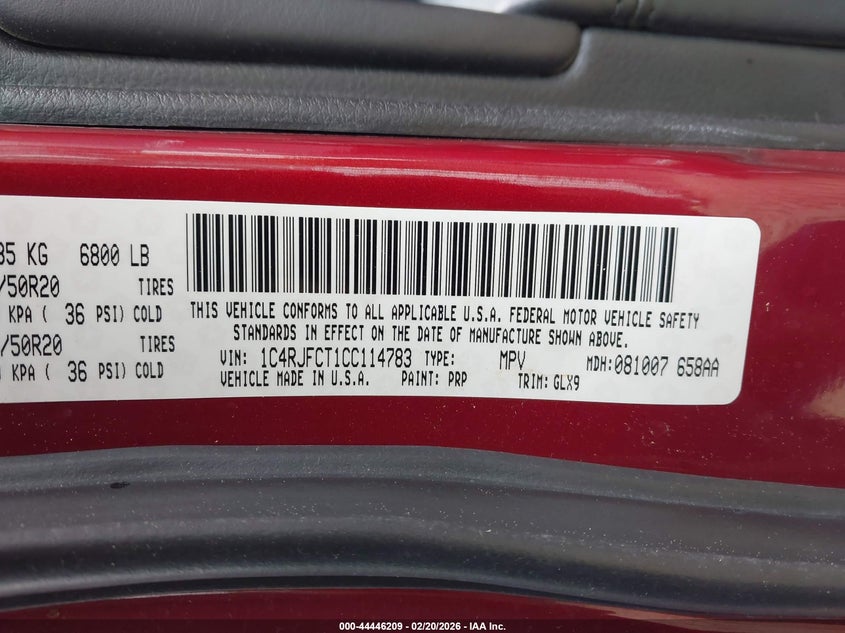 85 KG 6800 LB
/50R20 TIRES
KPA ( 36 PSI) COLD
/50R20 TIRES
KPA ( 36 PSI) COLD
THIS VEHICLE CONFORMS TO ALL APPLICABLE U.S.A. FEDERAL MOTOR VEHICLE SAFETY
STANDARDS IN EFFECT ON THE DATE OF MANUFACTURE SHOWN ABOVE.
VIN: 1C4RJFCT1CC114783 TYPE: MPV MDH:081007 658AA
VEHICLE MADE IN U.S.A. PAINT: PRP TRIM: GLX9
000-44446209 - 02/20/2026 - IAA Inc.